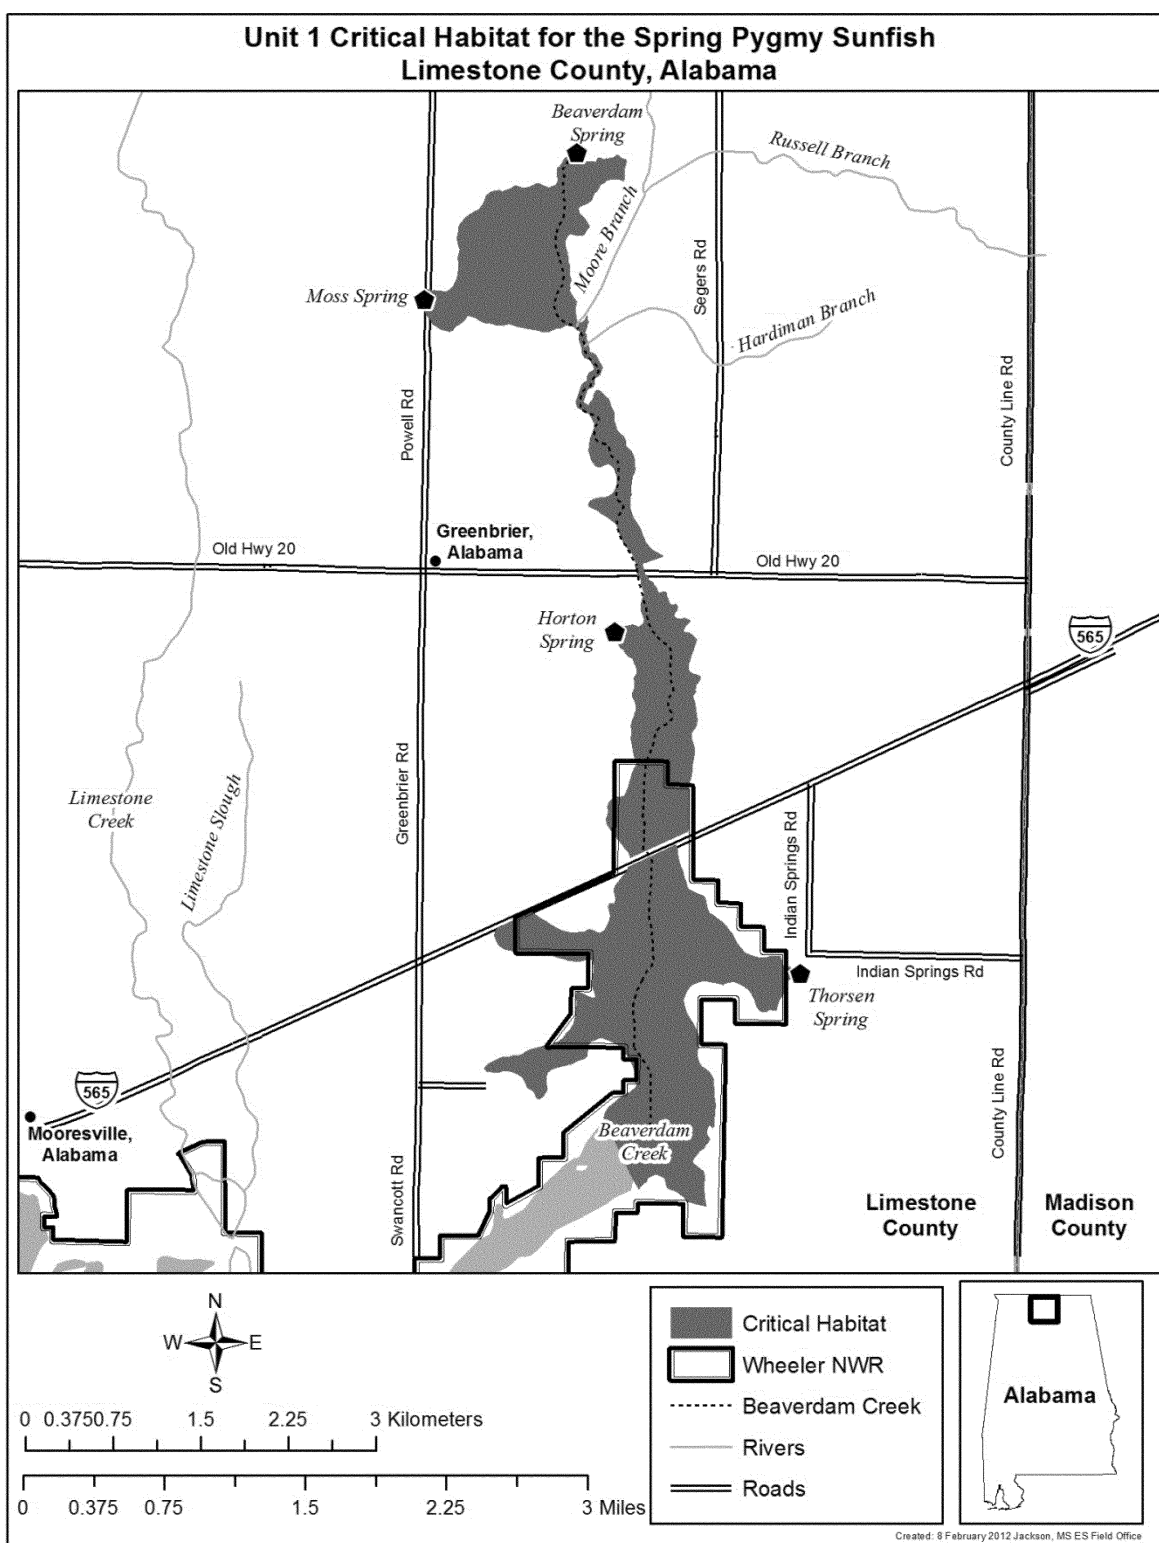 Unit 1 Critical Habitat for the Spring Pygmy Sunfish
Limestone County, Alabama
Beaverdam
Spring
Russell Branch
Moore Branch
Segers Rd
Moss Spring
Hardiman Branch
County Line Rd
Powell Rd
Greenbrier,
Alabama
Old Hwy 20
Old Hwy 20
Horton
Spring
565
Greenbrier Rd
Limestone
Creek
Limestone Slough
Indian Springs Rd
Indian Springs Rd
Thorsen
Spring
County Line Rd
565
Mooresville,
Alabama
Beaverdam
Creek
Swancott Rd
Limestone
County
Madison
County
N
W
E
S
0 0.375 0.75 1.5 2.25 3 Kilometers
0 0.375 0.75 1.5 2.25 3 Miles
Critical Habitat
Wheeler NWR
Beaverdam Creek
Rivers
Roads
Alabama
Created: 8 February 2012 Jackson, MS ES Field Office